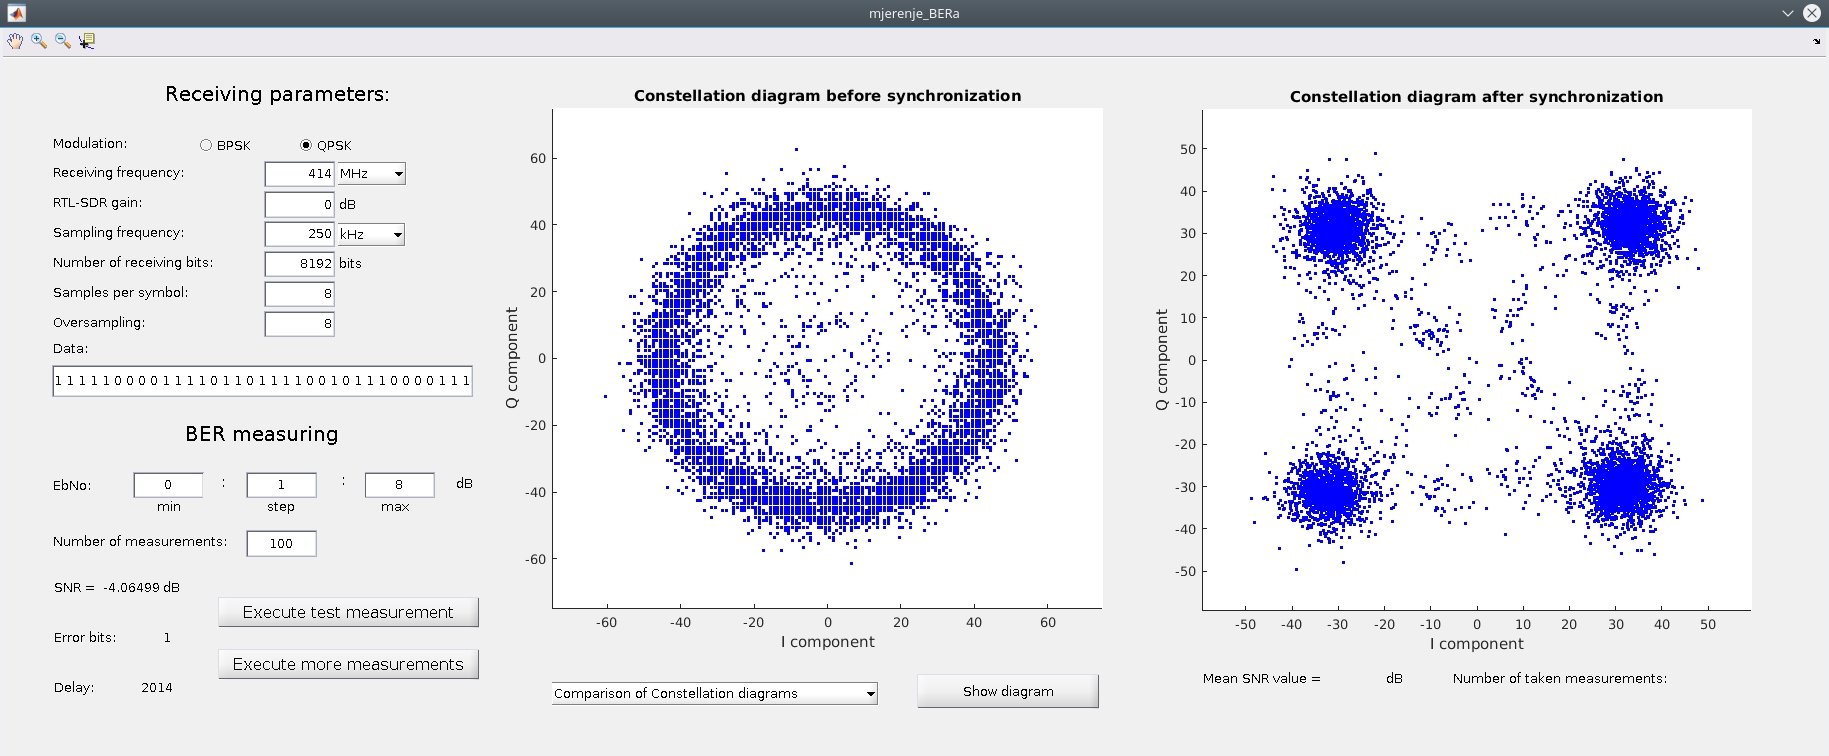 mjerenje_BERa
Receiving parameters:
Modulation: BPSK QPSK
Receiving frequency: 414 MHz
RTL-SDR gain: 0 dB
Sampling frequency: 250 kHz
Number of receiving bits: 8192 bits
Samples per symbol: 8
Oversampling: 8
Data:
1 1 1 1 1 0 0 0 0 1 1 1 1 0 1 1 0 1 1 1 1 0 0 1 0 1 1 1 0 0 0 0 1 1 1
BER measuring
EbNo: 0 : 1 : 8 dB
min step max
Number of measurements: 100
SNR = -4.06499 dB
Execute test measurement
Error bits: 1
Execute more measurements
Delay: 2014
Constellation diagram before synchronization
Q component
60
40
20
0
-20
-40
-60
-60 -40 -20 0 20 40 60
I component
Comparison of Constellation diagrams
Show diagram
Constellation diagram after synchronization
Q component
50
40
30
20
10
0
-10
-20
-30
-40
-50
-50 -40 -30 -20 -10 0 10 20 30 40 50
I component
Mean SNR value = dB Number of taken measurements: